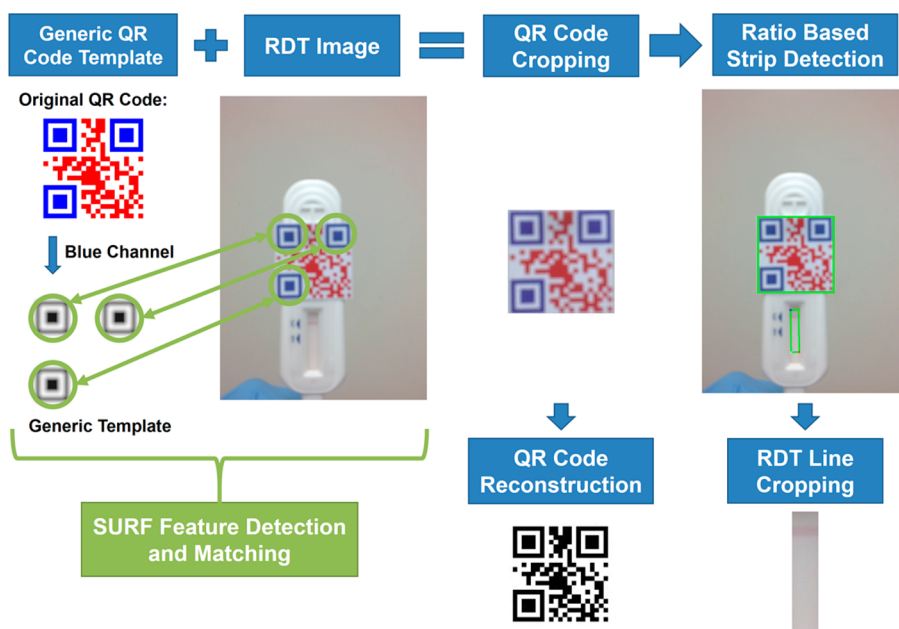 Generic QR
Code Template
RDT Image
QR Code
Cropping
Ratio Based
Strip Detection
Original QR Code:
Blue Channel
Generic Template
SURF Feature Detection
and Matching
QR Code
Reconstruction
RDT Line
Cropping